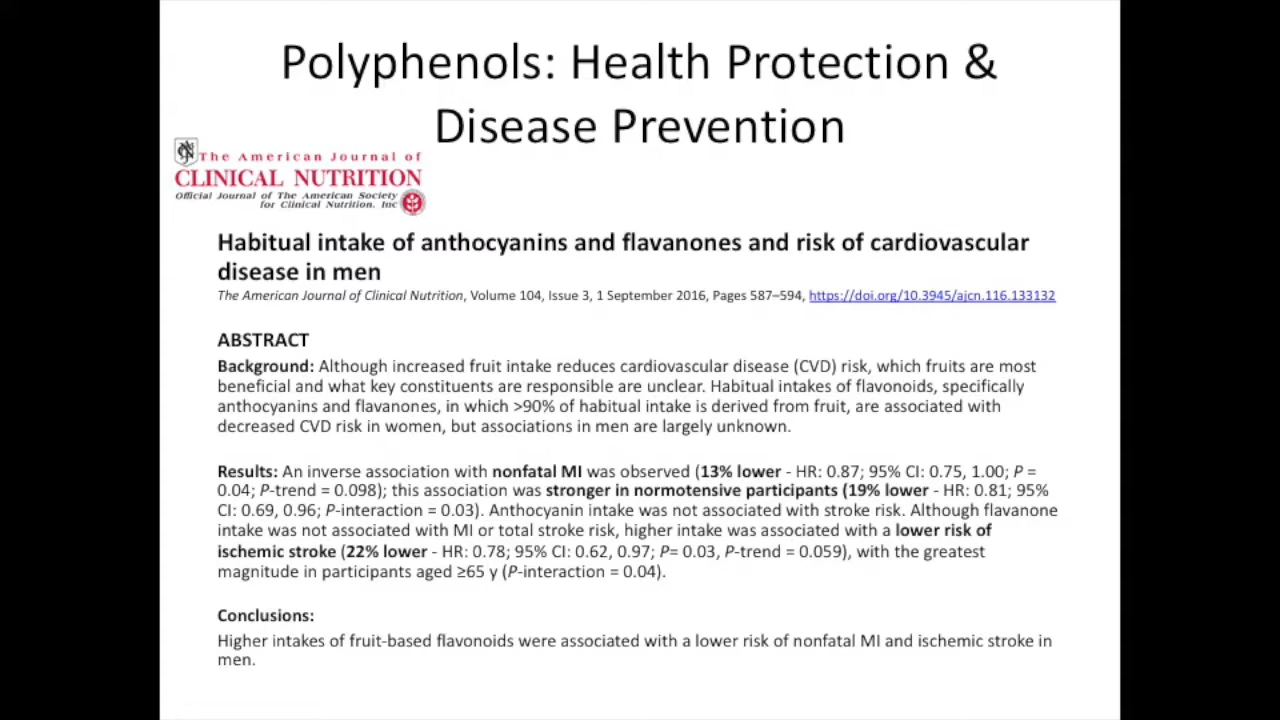 Polyphenols: Health Protection &
Disease Prevention
The American Journal of
CLINICAL NUTRITION
Official Journal of The American Society
for Clinical Nutrition. Inc
Habitual intake of anthocyanins and flavanones and risk of cardiovascular
disease in men
The American Journal of Clinical Nutrition, Volume 104, Issue 3, 1 September 2016, Pages 587–594, https://doi.org/10.3945/ajcn.116.133132
ABSTRACT
Background: Although increased fruit intake reduces cardiovascular disease (CVD) risk, which fruits are most
beneficial and what key constituents are responsible are unclear. Habitual intakes of flavonoids, specifically
anthocyanins and flavanones, in which >90% of habitual intake is derived from fruit, are associated with
decreased CVD risk in women, but associations in men are largely unknown.
Results: An inverse association with nonfatal MI was observed (13% lower - HR: 0.87; 95% CI: 0.75, 1.00; P =
0.04; P-trend = 0.098); this association was stronger in normotensive participants (19% lower - HR: 0.81; 95%
CI: 0.69, 0.96; P-interaction = 0.03). Anthocyanin intake was not associated with stroke risk. Although flavanone
intake was not associated with MI or total stroke risk, higher intake was associated with a lower risk of
ischemic stroke (22% lower - HR: 0.78; 95% CI: 0.62, 0.97; P= 0.03, P-trend = 0.059), with the greatest
magnitude in participants aged ≥65 y (P-interaction = 0.04).
Conclusions:
Higher intakes of fruit-based flavonoids were associated with a lower risk of nonfatal MI and ischemic stroke in
men.